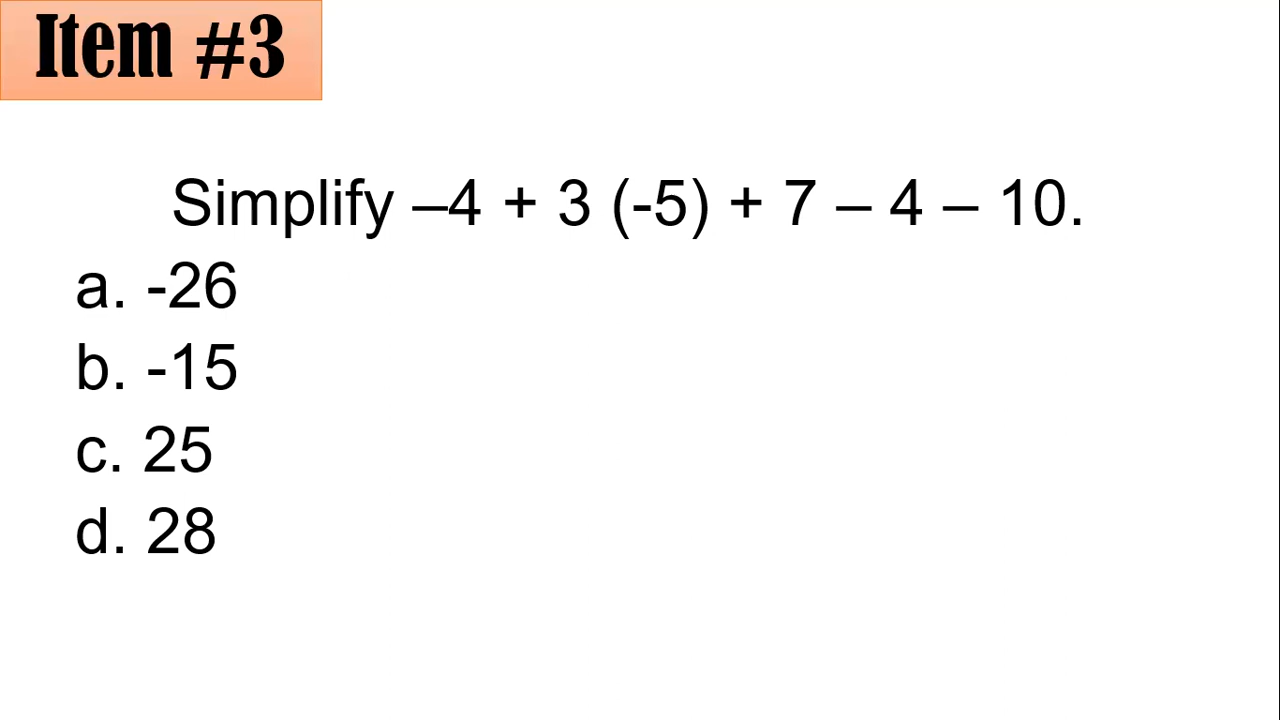 Item #3
Simplify –4 + 3 (-5) + 7 – 4 – 10.
a. -26
b. -15
c. 25
d. 28